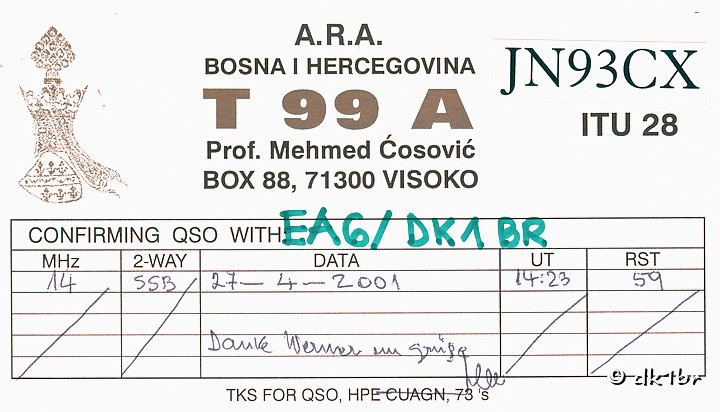 A.R.A.
BOSNA I HERCEGOVINA
JN93CX
T 99 A
ITU 28
Prof. Mehmed Ćosović
BOX 88, 71300 VISOKO
CONFIRMING QSO WITH: EA6/DK1BR
MHz 2-WAY DATA UT RST
14 SSB 27-4-2001 14:23 59
Danke Werner un grüße
TKS FOR QSO, HPE CUAGN, 73 's
© dk1br